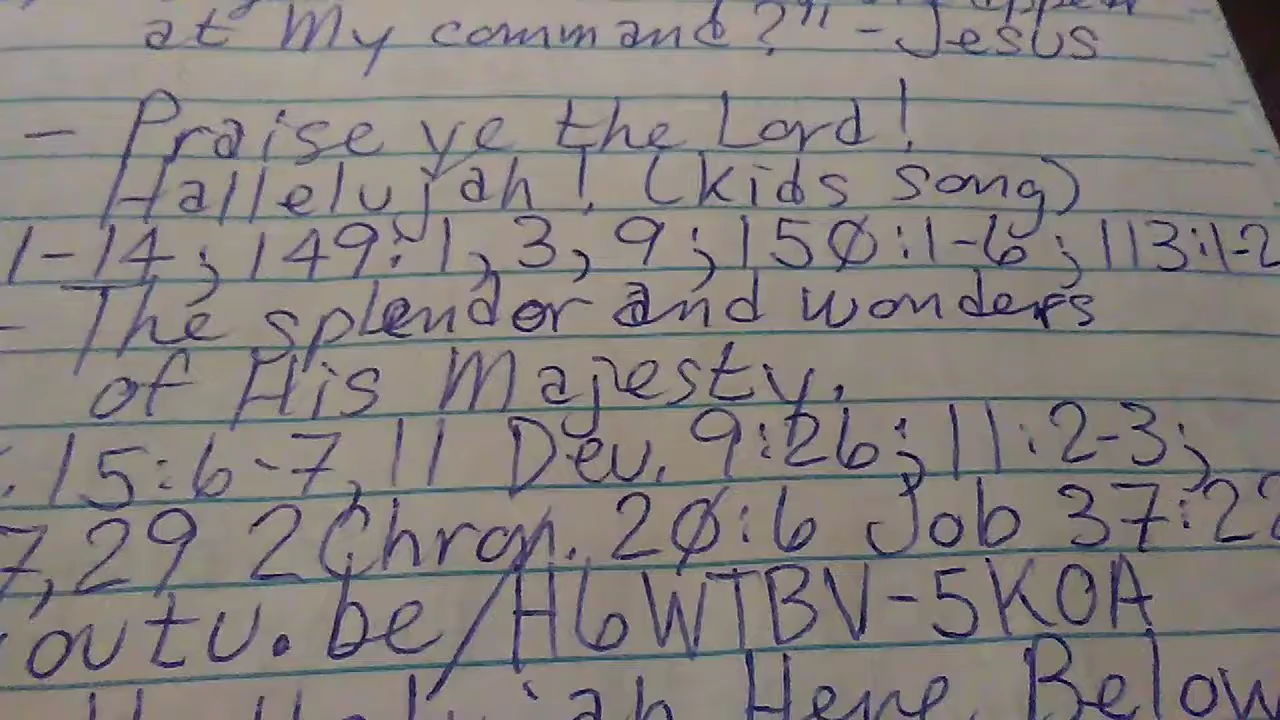 at My command?" - Jesus
- Praise ye the Lord!
Hallelujah! (kids song)
1-14; 149:1, 3, 9; 150:1-6; 113:1-2
- The splendor and wonders
of His Majesty.
. 15:6-7, 11 Deu. 9:26; 11:2-3;
7, 29 2 Chron. 20:6 Job 37:22
outu.be/H6WTBV-5KOA
Here Below